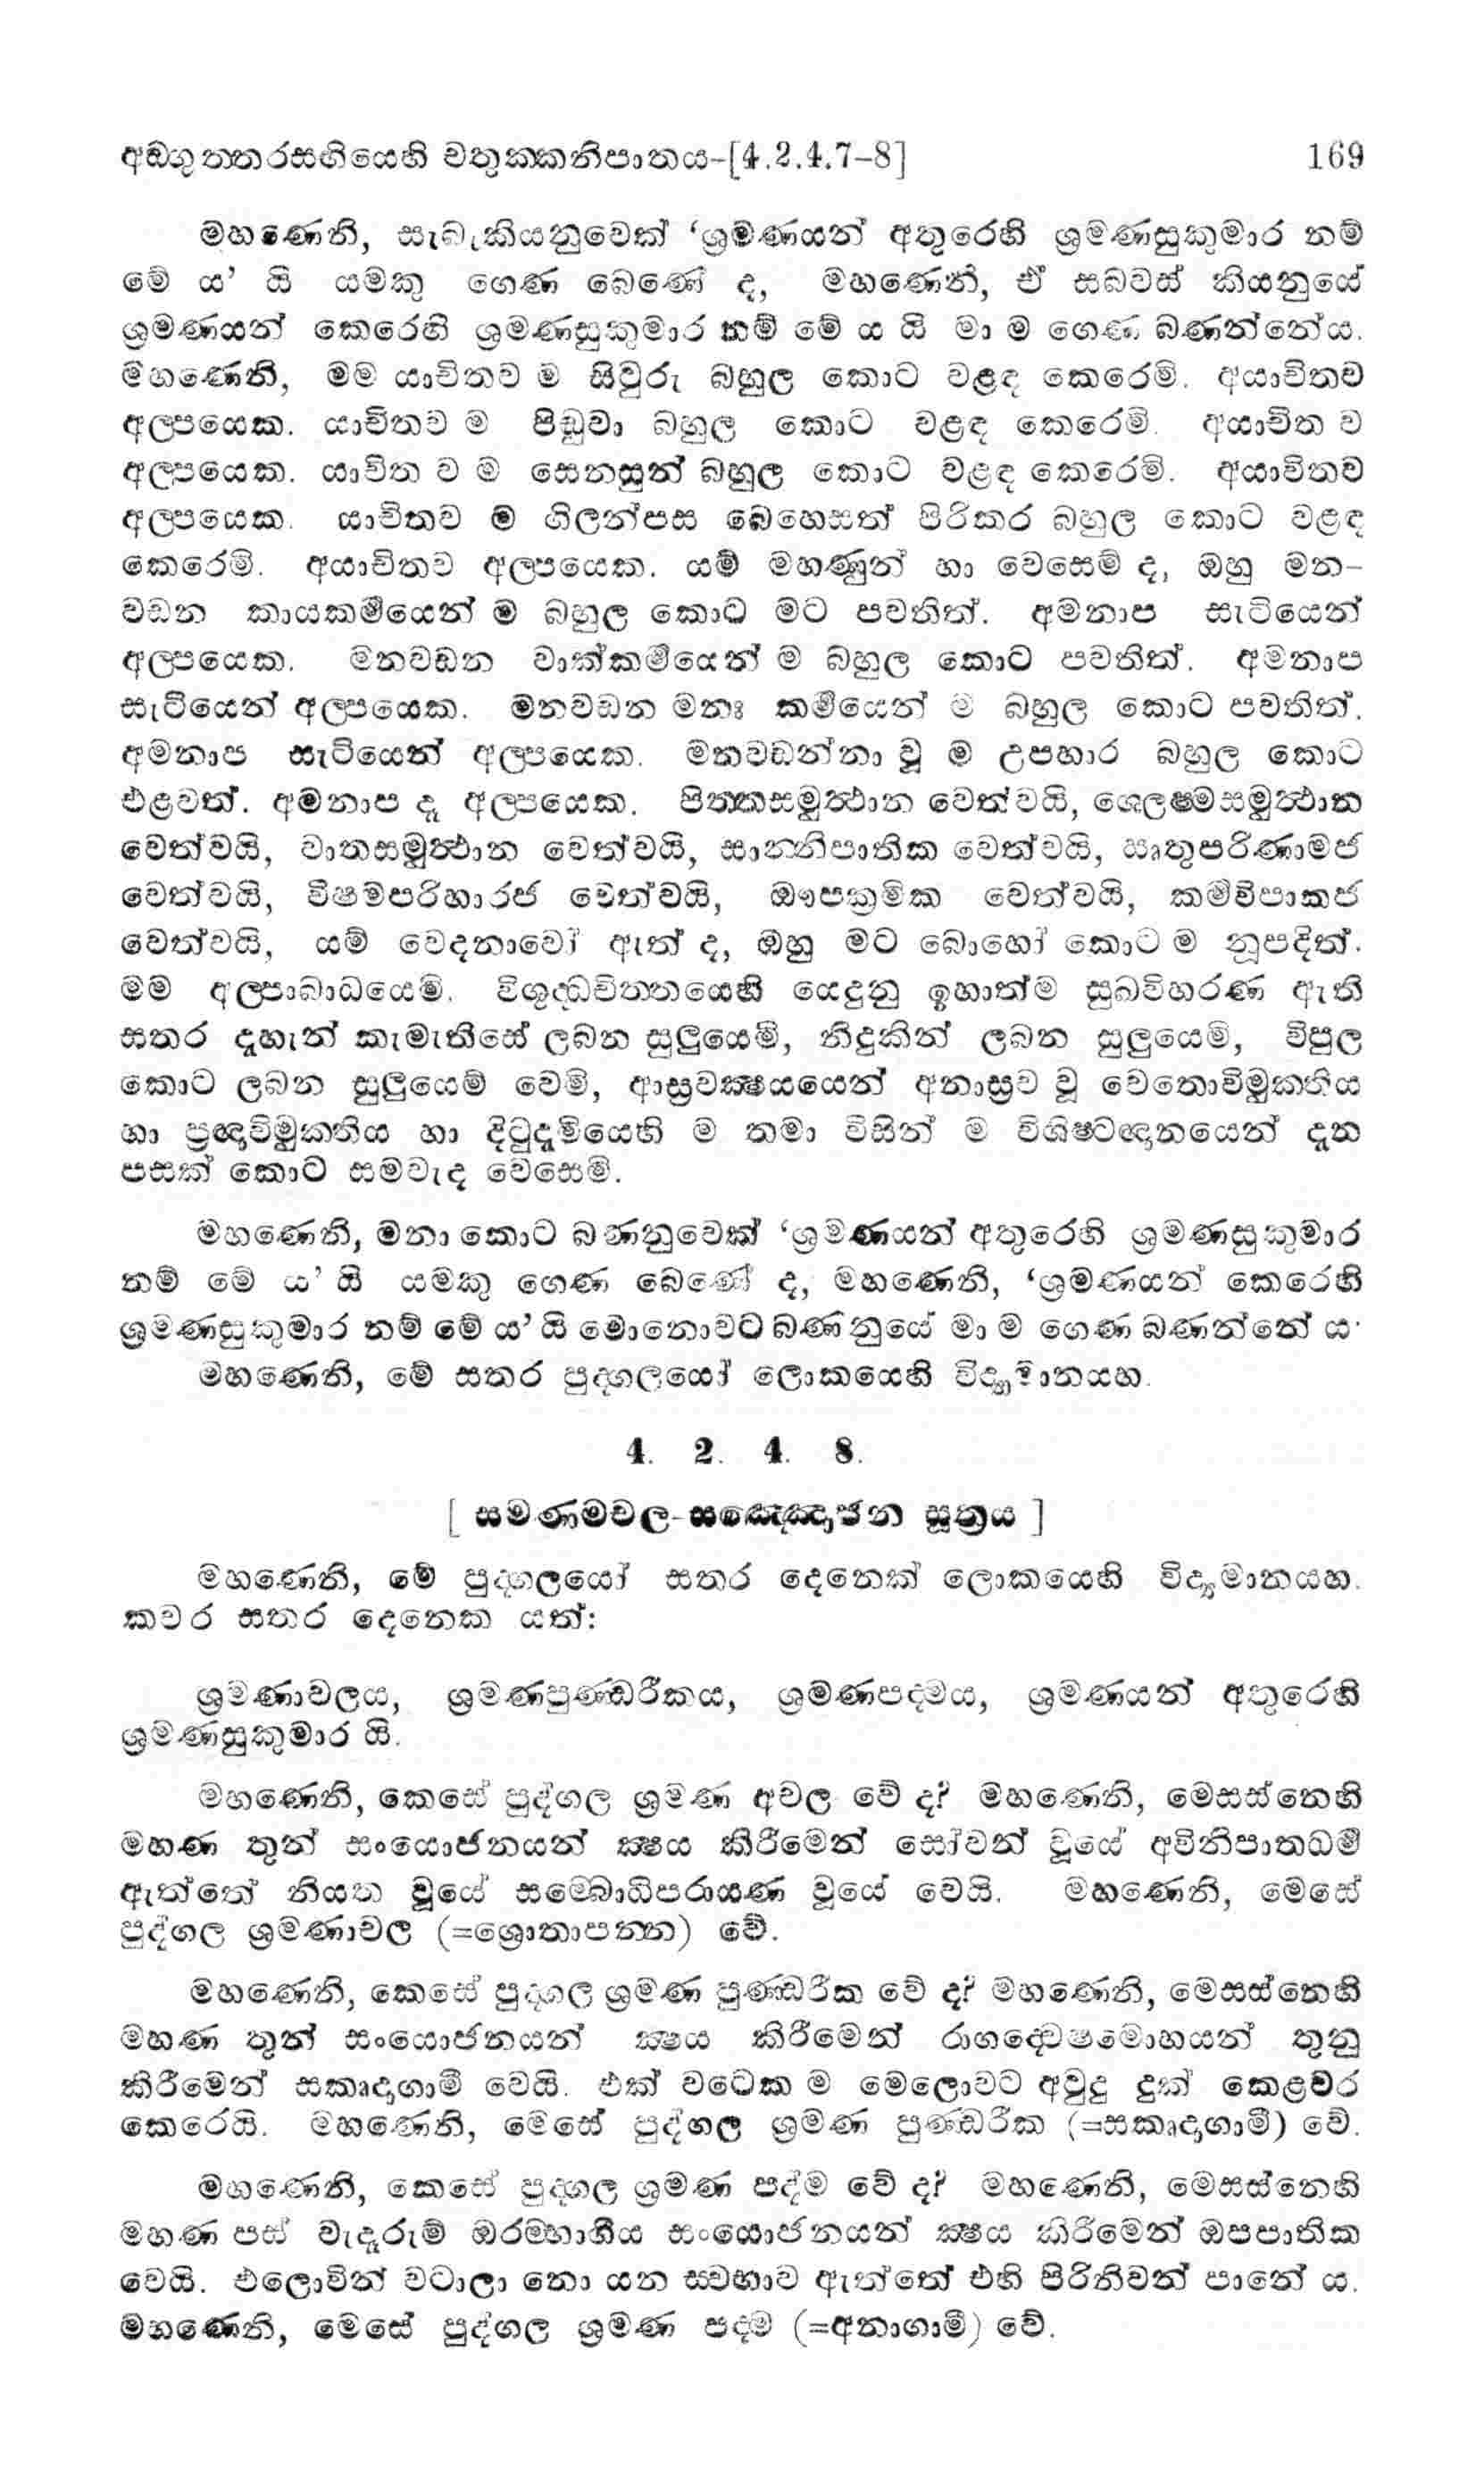 අඞ්ගුත්තරසඟියෙහි චතුක්කනිපාතය-[4.2.4.7-8] 169
මහණෙනි, සැබැකියනුවෙක් ‘ශ්‍රමණයන් අතුරෙහි ශ්‍රමණසුකුමාර නම්
මේ ය’ යි යමකු ගෙණ බෙණේ ද, මහණෙනි, ඒ සබවස් කියනුයේ
ශ්‍රමණයන් කෙරෙහි ශ්‍රමණසුකුමාර නම් මේ ය යි මා ම ගෙණ බණන්නේය.
මහණෙනි, මම යාචිතව ම සිවුරු බහුල කොට වළඳ කෙරෙමි. අයාචිතව
අල්පයෙක. යාචිතව ම පිඬුවා බහුල කොට වළඳ කෙරෙමි. අයාචිත ව
අල්පයෙක. යාචිත ව ම සෙනසුන් බහුල කොට වළඳ කෙරෙමි. අයාචිතව
අල්පයෙක. යාචිතව ම ගිලන්පස බෙහෙසත් පිරිකර බහුල කොට වළඳ
කෙරෙමි. අයාචිතව අල්පයෙක. යම් මහණුන් හා වෙසෙම් ද, ඔහු මන-
වඩන කායකර්මයෙන් ම බහුල කොට මට පවතිත්. අමනාප සැටියෙන්
අල්පයෙක. මනවඩන වාක්කර්මයෙන් ම බහුල කොට පවතිත්. අමනාප
සැටියෙන් අල්පයෙක. මනවඩන මනඃ කර්මයෙන් ම බහුල කොට පවතිත්.
අමනාප සැටියෙන් අල්පයෙක. මනවඩන්නා වූ ම උපහාර බහුල කොට
එළවත්. අමනාප දෑ අල්පයෙක. පිත්තසමුත්ථාන වෙත්වයි, ශ්ලෙෂ්මසමුත්ථාන
වෙත්වයි, වාතසමුත්ථාන වෙත්වයි, සාන්නිපාතික වෙත්වයි, ඍතුපරිණාමජ
වෙත්වයි, විෂමපරිහාරජ වෙත්වයි, ඖපක්‍රමික වෙත්වයි, කර්මවිපාකජ
වෙත්වයි, යම් වෙදනාවෝ ඇත් ද, ඔහු මට බොහෝ කොට ම නූපදිත්.
මම අල්පාබාධයෙමි. විශුද්ධචිත්තයෙහි යෙදුනු ඉහාත්ම සුඛවිහරණ ඇති
සතර දැහැන් කැමැතිසේ ලබන සුලුයෙමි, නිදුකින් ලබන සුලුයෙමි, විපුල
කොට ලබන සුලුයෙම් වෙමි, ආස්‍රවක්ෂයයෙන් අනාස්‍රව වූ චෙතොවිමුක්තිය
හා ප්‍රඥාවිමුක්තිය හා දිටුදැමියෙහි ම තමා විසින් ම විශිෂ්ටඥානයෙන් දැන
පසක් කොට සමවැද වෙසෙමි.
මහණෙනි, මනා කොට බණනුවෙක් ‘ශ්‍රමණයන් අතුරෙහි ශ්‍රමණසුකුමාර
නම් මේ ය’ යි යමකු ගෙණ බෙණේ ද, මහණෙනි, ‘ශ්‍රමණයන් කෙරෙහි
ශ්‍රමණසුකුමාර නම් මේ ය’ යි මොනොවට බණනුයේ මා ම ගෙණ බණන්නේ ය.
මහණෙනි, මේ සතර පුද්ගලයෝ ලොකයෙහි විද්‍යමානයහ.
4. 2. 4. 8.
[ සමණමචල-සඤ්ඤොජන සූත්‍රය ]
මහණෙනි, මේ පුද්ගලයෝ සතර දෙනෙක් ලොකයෙහි විද්‍යමානයහ.
කවර සතර දෙනෙක යත්:
ශ්‍රමණාචලය, ශ්‍රමණපුණ්ඩරීකය, ශ්‍රමණපද්මය, ශ්‍රමණයන් අතුරෙහි
ශ්‍රමණසුකුමාර යි.
මහණෙනි, කෙසේ පුද්ගල ශ්‍රමණ අචල වේ ද? මහණෙනි, මෙසස්නෙහි
මහණ තුන් සංයොජනයන් ක්ෂය කිරීමෙන් සෝවන් වූයේ අවිනිපාතධර්ම
ඇත්තේ නියත වූයේ සම්බොධිපරායණ වූයේ වෙයි. මහණෙනි, මෙසේ
පුද්ගල ශ්‍රමණාචල (=ශ්‍රොතාපන්න) වේ.
මහණෙනි, කෙසේ පුද්ගල ශ්‍රමණ පුණ්ඩරීක වේ ද? මහණෙනි, මෙසස්නෙහි
මහණ තුන් සංයොජනයන් ක්ෂය කිරීමෙන් රාගද්වෙෂමොහයන් තුනු
කිරීමෙන් සකෘදාගාමී වෙයි. එක් වටෙක ම මෙලොවට අවුදු දුක් කෙළවර
කෙරෙයි. මහණෙනි, මෙසේ පුද්ගල ශ්‍රමණ පුණ්ඩරීක (=සකෘදාගාමී) වේ.
මහණෙනි, කෙසේ පුද්ගල ශ්‍රමණ පද්ම වේ ද? මහණෙනි, මෙසස්නෙහි
මහණ පස් වැදෑරුම් ඔරම්භාගීය සංයොජනයන් ක්ෂය කිරීමෙන් ඔපපාතික
වෙයි. එලොවින් වටාලා නො යන ස්වභාව ඇත්තේ එහි පිරිනිවන් පානේ ය.
මහණෙනි, මෙසේ පුද්ගල ශ්‍රමණ පද්ම (=අනාගාමී) වේ.